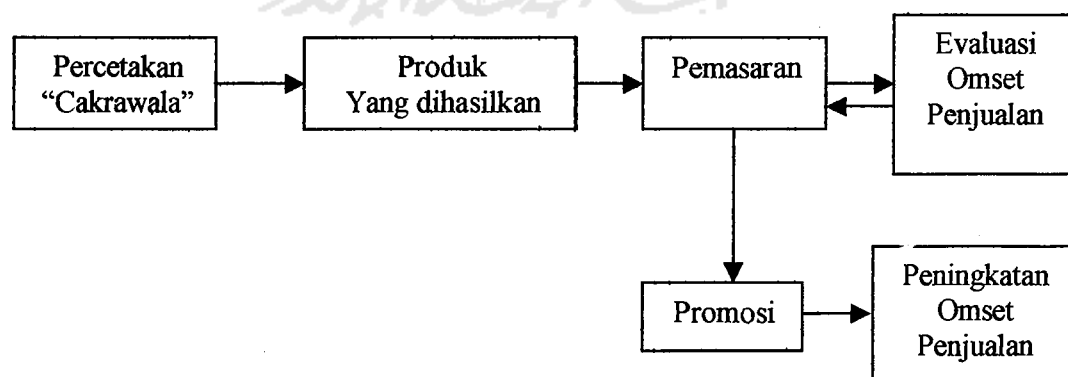 Percetakan
“Cakrawala”
Produk
Yang dihasilkan
Pemasaran
Evaluasi
Omset
Penjualan
Promosi
Peningkatan
Omset
Penjualan